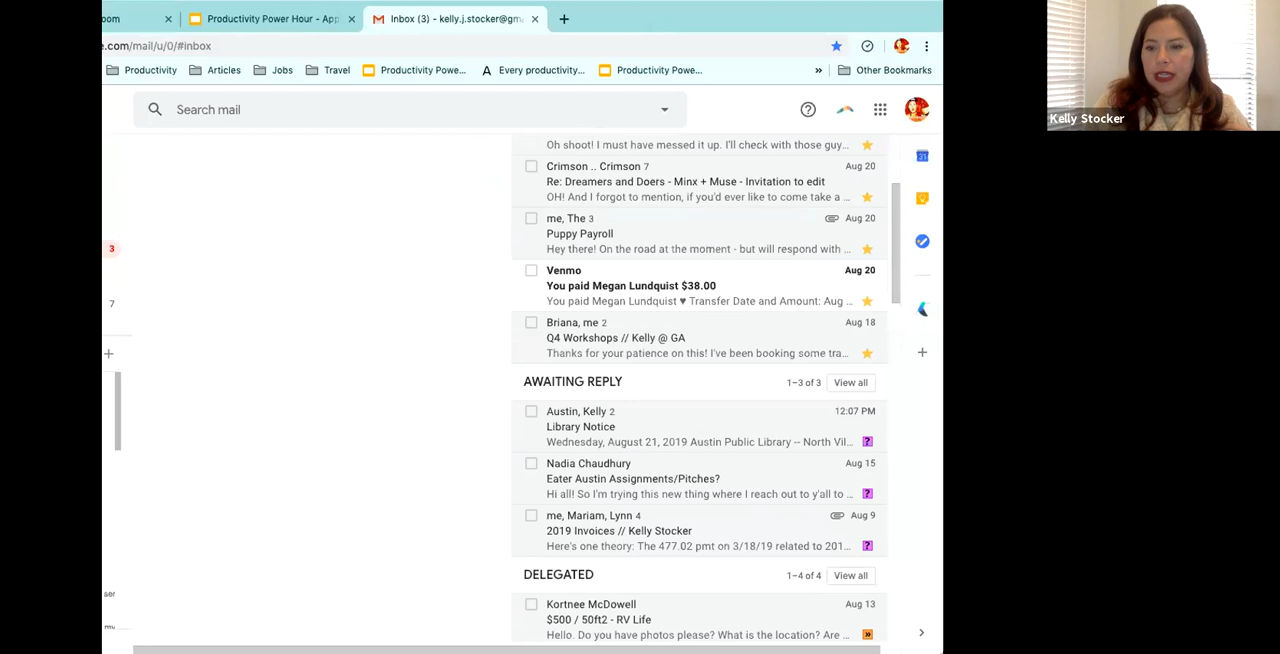 oom
Productivity Power Hour - App
Inbox (3) - kelly.j.stocker@gm
e.com/mail/u/0/#inbox
Productivity
Articles
Jobs
Travel
Productivity Powe...
Every productivity...
Productivity Powe...
»
Other Bookmarks
Kelly Stocker
Search mail
Oh shoot! I must have messed it up. I'll check with those guy...
Crimson .. Crimson 7 Aug 20
Re: Dreamers and Doers - Minx + Muse - Invitation to edit
OH! And I forgot to mention, if you'd ever like to come take a ...
me, The 3 Aug 20
Puppy Payroll
Hey there! On the road at the moment - but will respond with ...
3
Venmo Aug 20
You paid Megan Lundquist $38.00
You paid Megan Lundquist ♥ Transfer Date and Amount: Aug ...
7
Briana, me 2 Aug 18
Q4 Workshops // Kelly @ GA
Thanks for your patience on this! I've been booking some tra...
AWAITING REPLY 1–3 of 3 View all
Austin, Kelly 2 12:07 PM
Library Notice
Wednesday, August 21, 2019 Austin Public Library -- North Vil...
Nadia Chaudhury Aug 15
Eater Austin Assignments/Pitches?
Hi all! So I'm trying this new thing where I reach out to y'all to ...
me, Mariam, Lynn 4 Aug 9
2019 Invoices // Kelly Stocker
Here's one theory: The 477.02 pmt on 3/18/19 related to 201...
DELEGATED 1–4 of 4 View all
Kortnee McDowell Aug 13
$500 / 50ft2 - RV Life
Hello. Do you have photos please? What is the location? Are ...
31